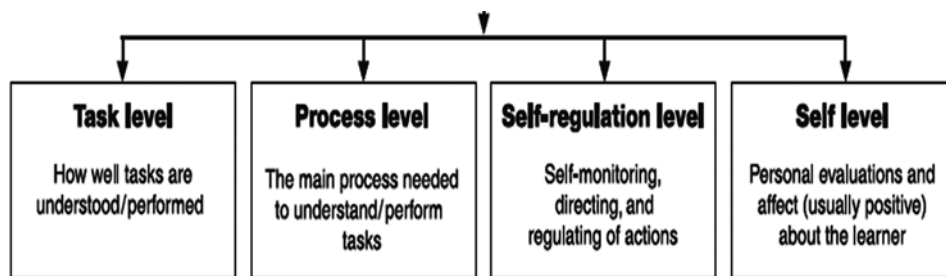 Task level
How well tasks are
understood/performed
Process level
The main process needed
to understand/perform
tasks
Self-regulation level
Self-monitoring,
directing, and
regulating of actions
Self level
Personal evaluations and
affect (usually positive)
about the learner